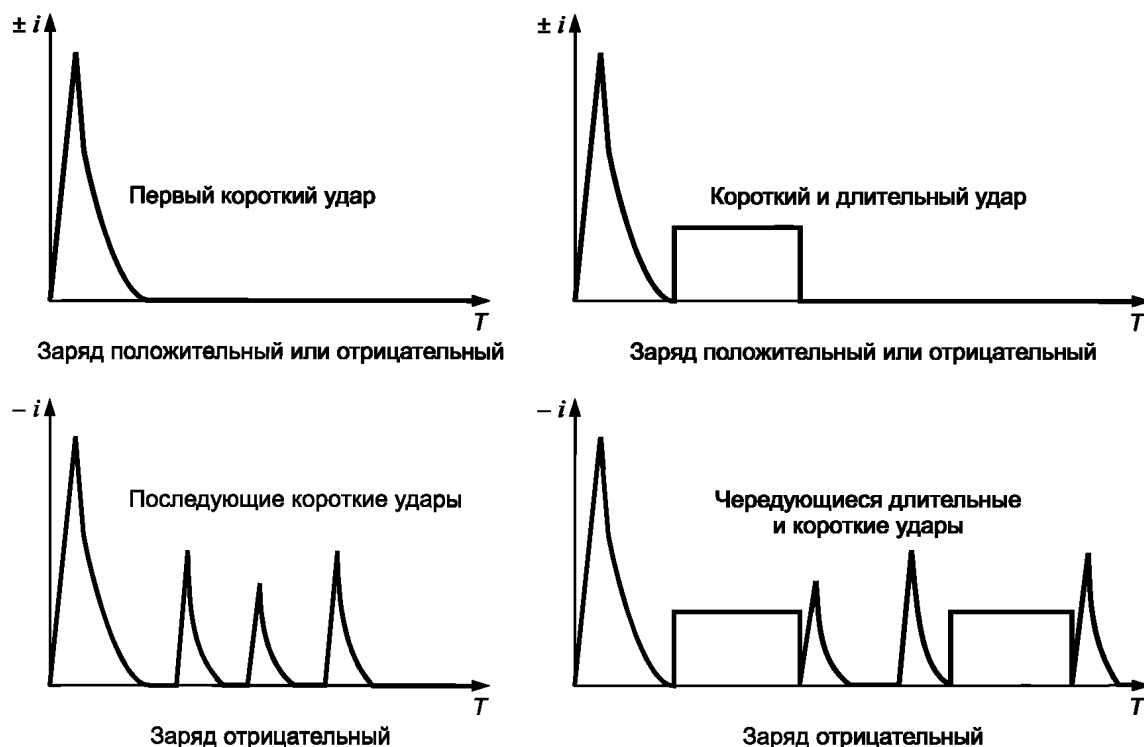 ± i
Первый короткий удар
T
Заряд положительный или отрицательный
± i
Короткий и длительный удар
T
Заряд положительный или отрицательный
– i
Последующие короткие удары
T
Заряд отрицательный
– i
Чередующиеся длительные
и короткие удары
T
Заряд отрицательный